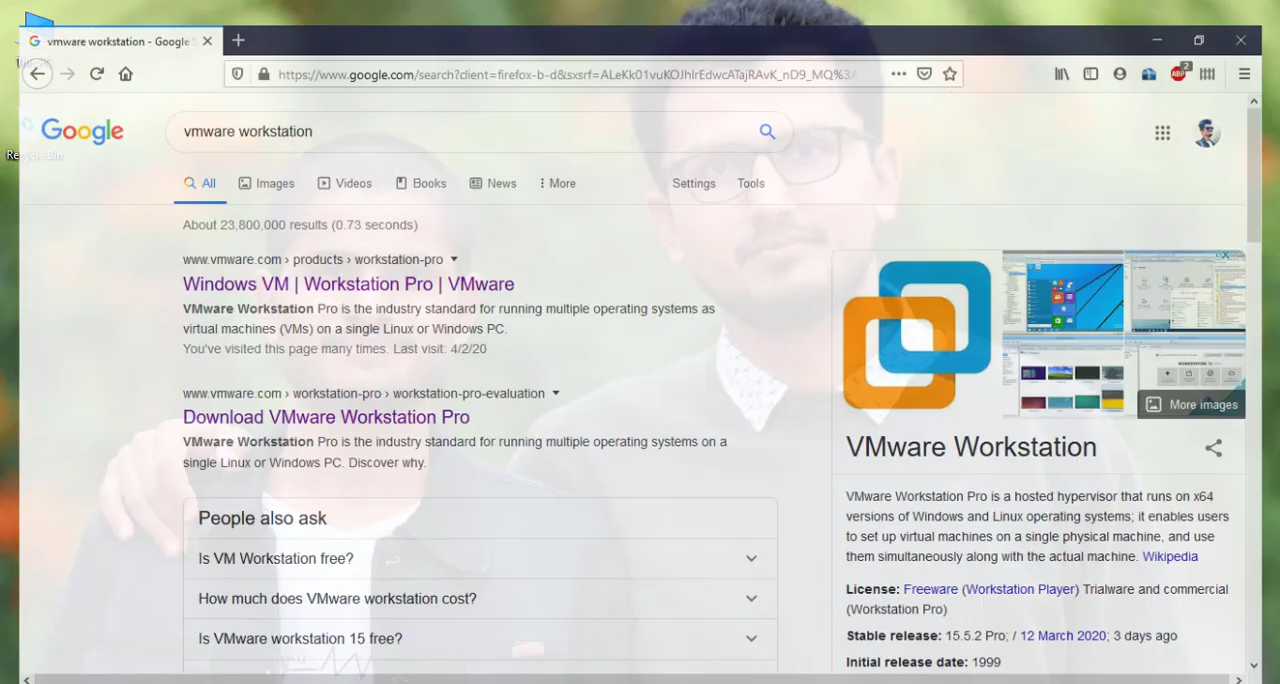 vmware workstation - Google
https://www.google.com/search?client=firefox-b-d&sxsrf=ALeKk01vuKOJhIrEdwcATajRAvK_nD9_MQ%3A
2
Google
vmware workstation
Recycle Bin
All Images Videos Books News More Settings Tools
About 23,800,000 results (0.73 seconds)
www.vmware.com › products › workstation-pro
Windows VM | Workstation Pro | VMware
VMware Workstation Pro is the industry standard for running multiple operating systems as
virtual machines (VMs) on a single Linux or Windows PC.
You've visited this page many times. Last visit: 4/2/20
www.vmware.com › workstation-pro › workstation-pro-evaluation
Download VMware Workstation Pro
VMware Workstation Pro is the industry standard for running multiple operating systems on a
single Linux or Windows PC. Discover why.
People also ask
Is VM Workstation free?
How much does VMware workstation cost?
Is VMware workstation 15 free?
More images
VMware Workstation
VMware Workstation Pro is a hosted hypervisor that runs on x64
versions of Windows and Linux operating systems; it enables users
to set up virtual machines on a single physical machine, and use
them simultaneously along with the actual machine. Wikipedia
License: Freeware (Workstation Player) Trialware and commercial
(Workstation Pro)
Stable release: 15.5.2 Pro; / 12 March 2020; 3 days ago
Initial release date: 1999